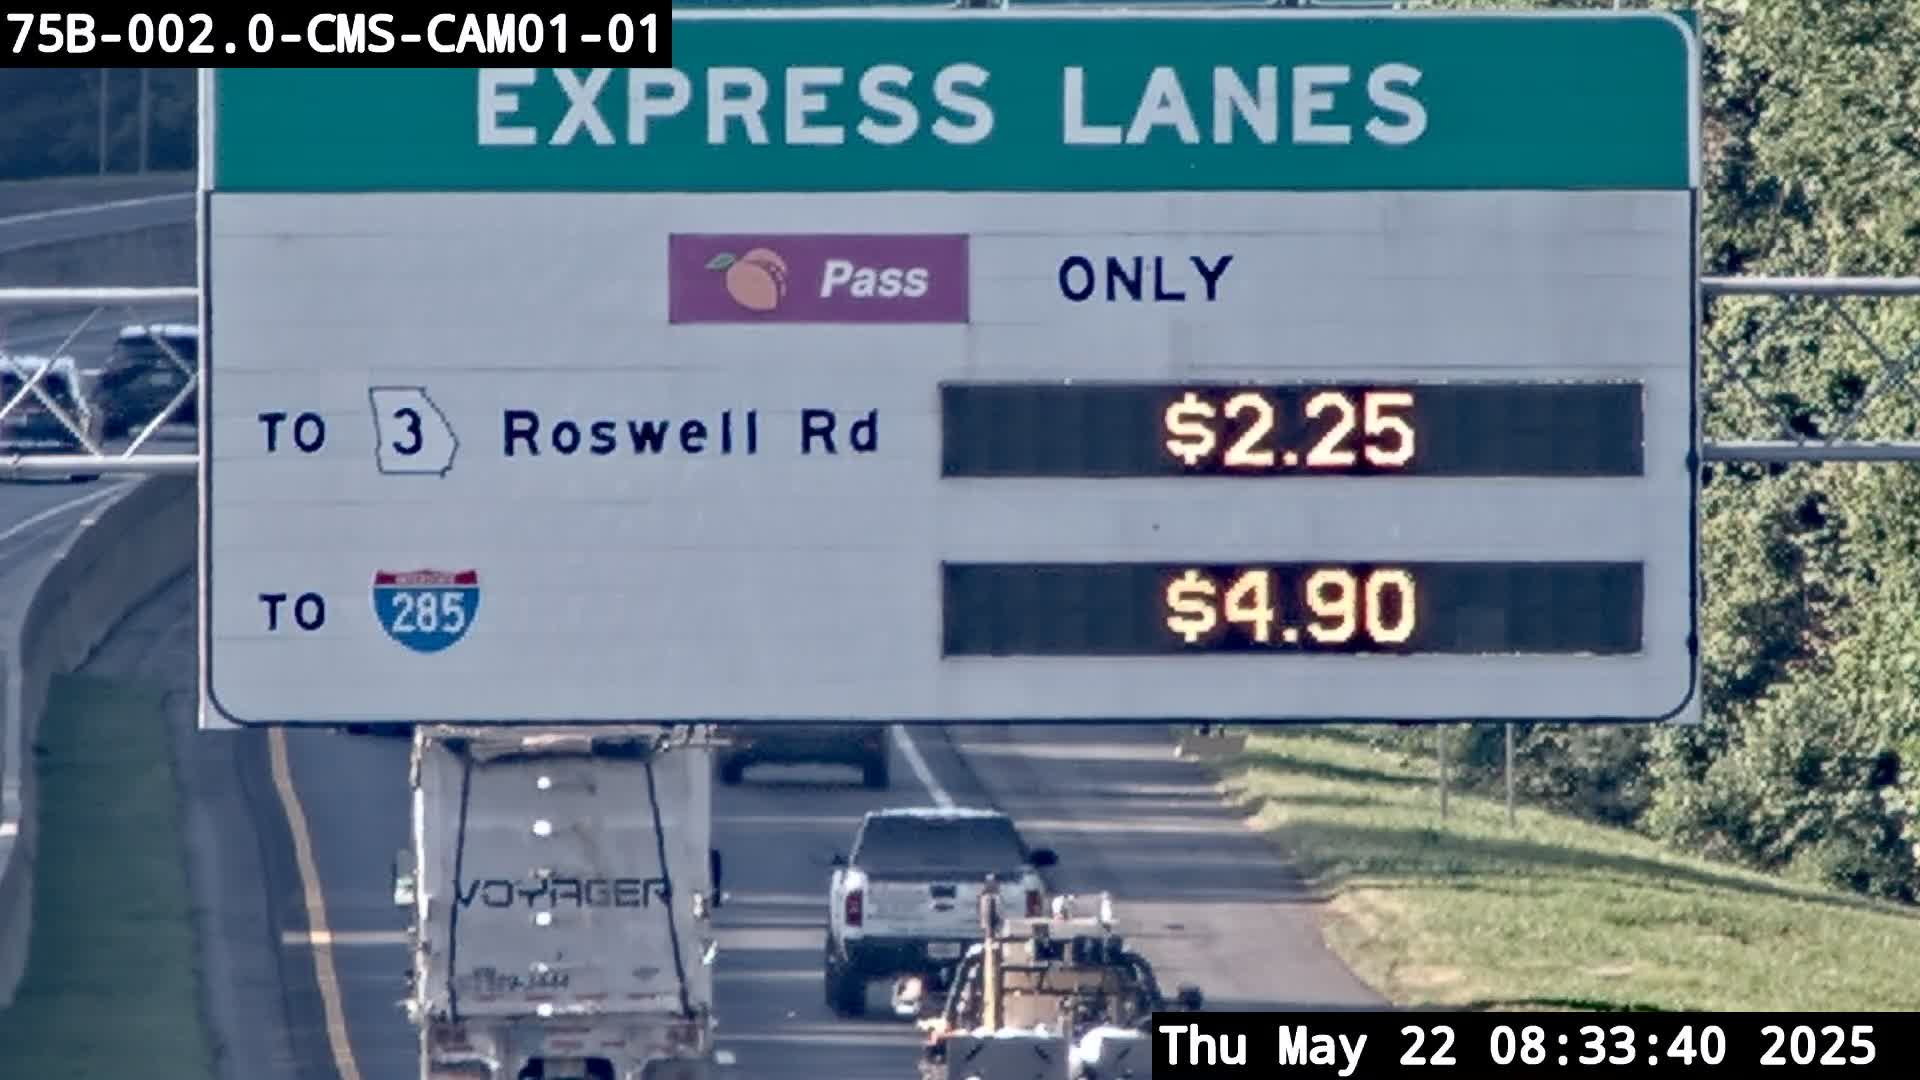 75B-002.0-CMS-CAM01-01
EXPRESS LANES
Pass ONLY
TO 3 Roswell Rd $2.25
TO 285 $4.90
VOYAGER
Thu May 22 08:33:40 2025